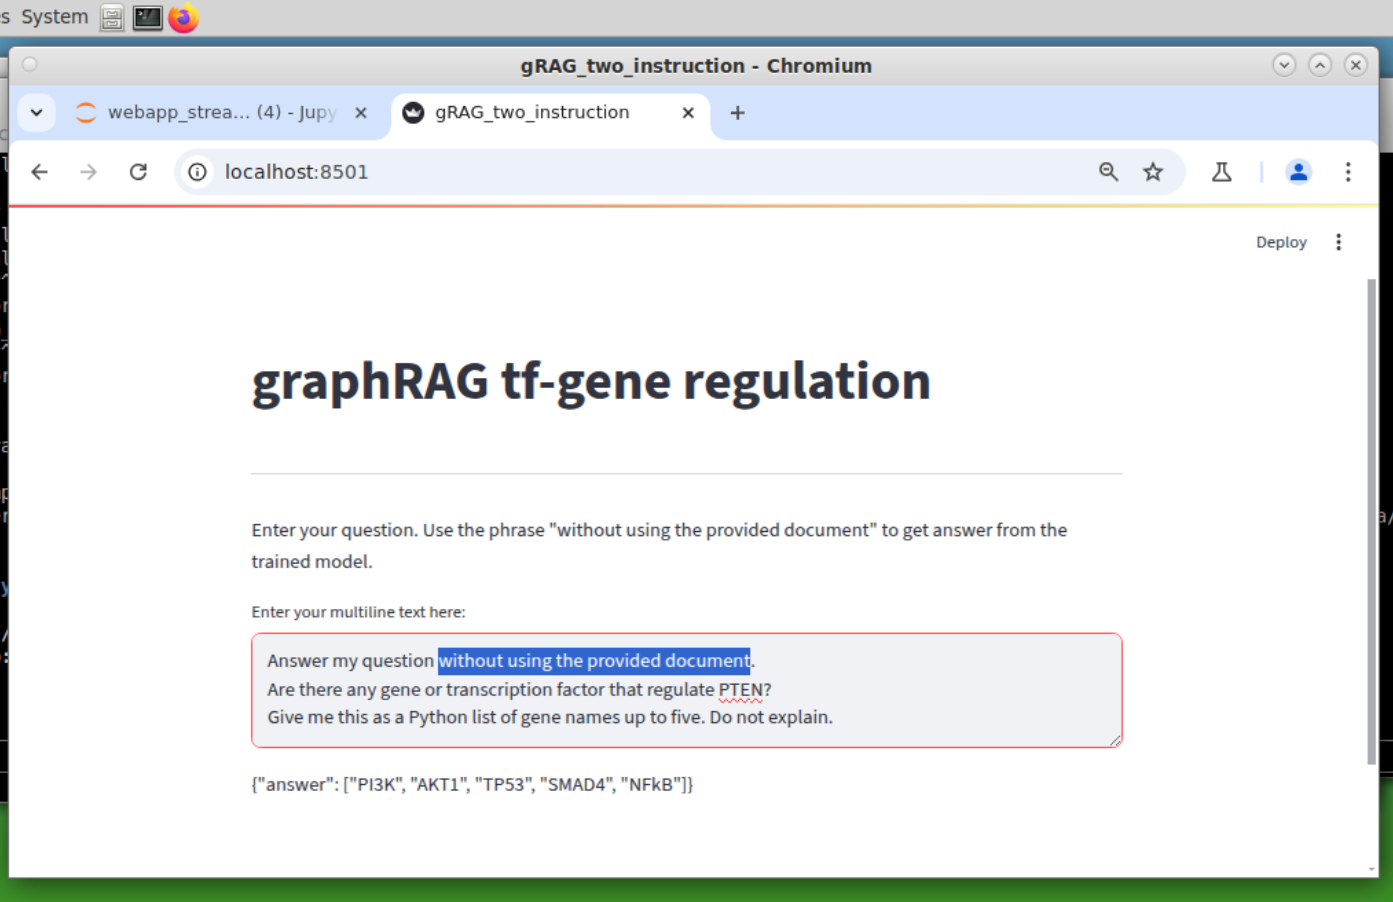 s System
gRAG_two_instruction - Chromium
webapp_strea... (4) - Jupy
gRAG_two_instruction
localhost:8501
Deploy
graphRAG tf-gene regulation
Enter your question. Use the phrase "without using the provided document" to get answer from the
trained model.
Enter your multiline text here:
Answer my question without using the provided document.
Are there any gene or transcription factor that regulate PTEN?
Give me this as a Python list of gene names up to five. Do not explain.
{"answer": ["PI3K", "AKT1", "TP53", "SMAD4", "NFkB"]}